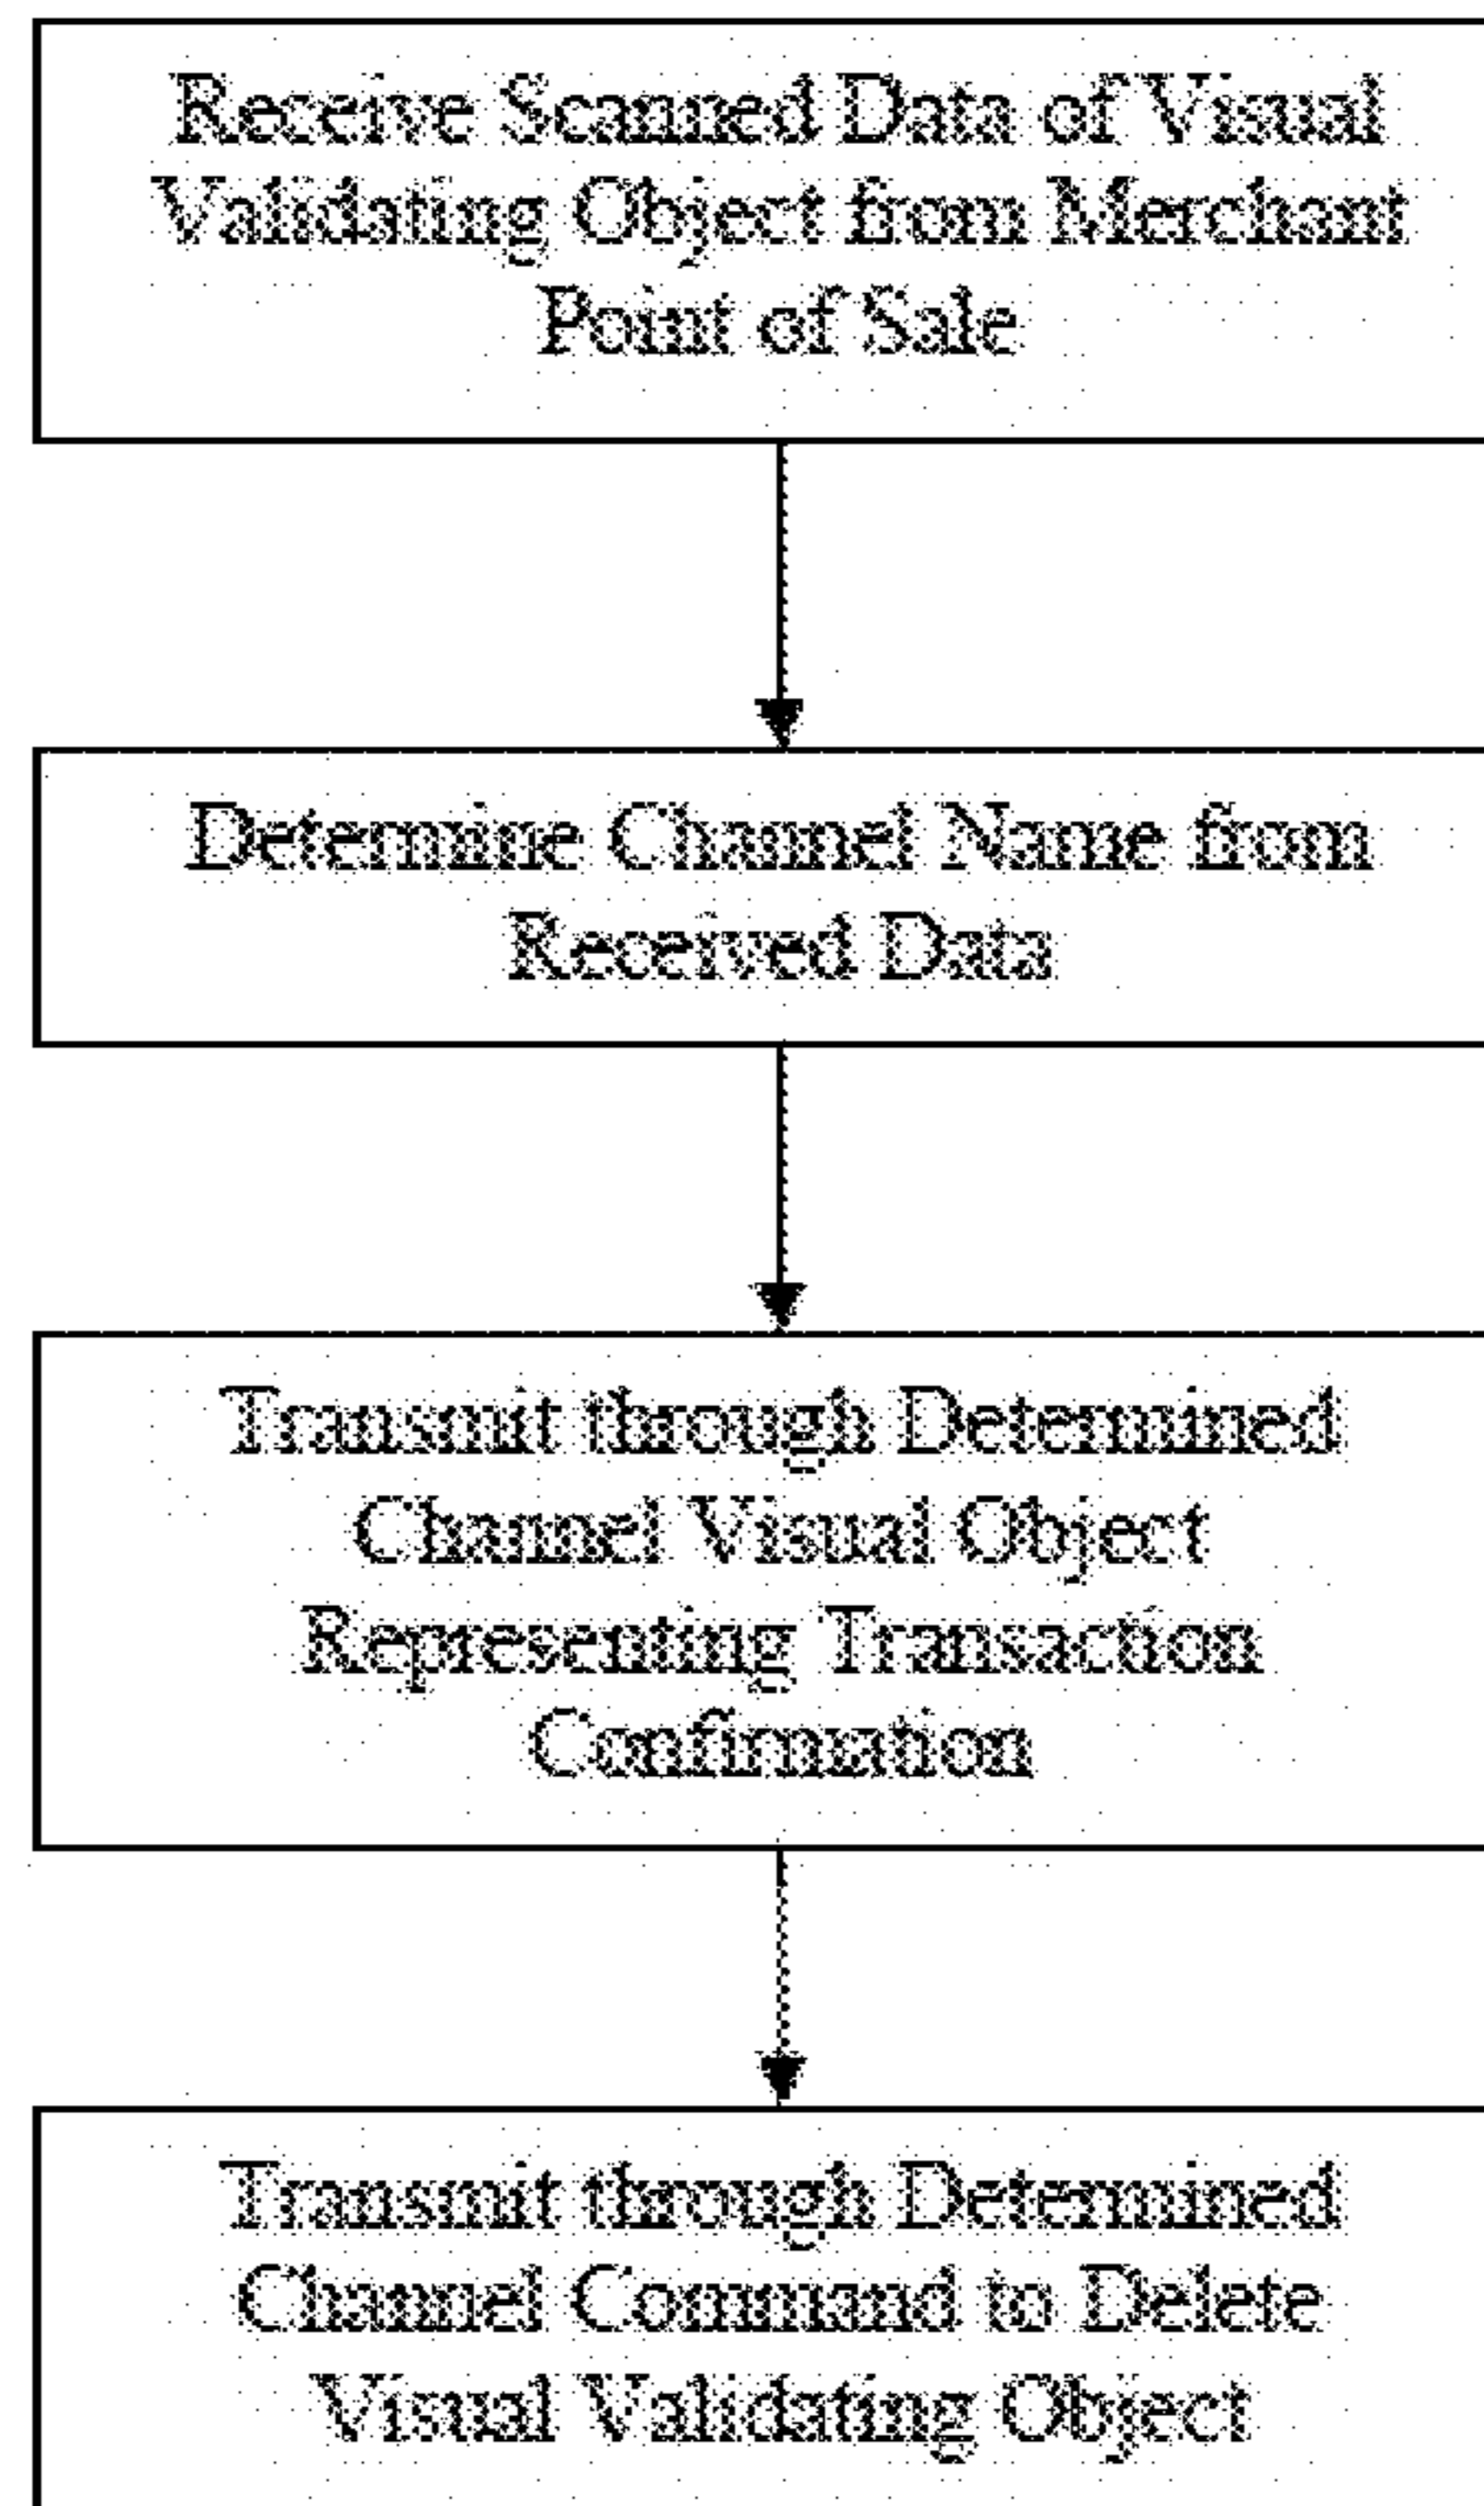 Receive Scanned Data of Visual
Validating Object from Merchant
Point of Sale
Determine Channel Name from
Received Data
Transmit through Determined
Channel Visual Object
Representing Transaction
Confirmation
Transmit through Determined
Channel Command to Delete
Visual Validating Object